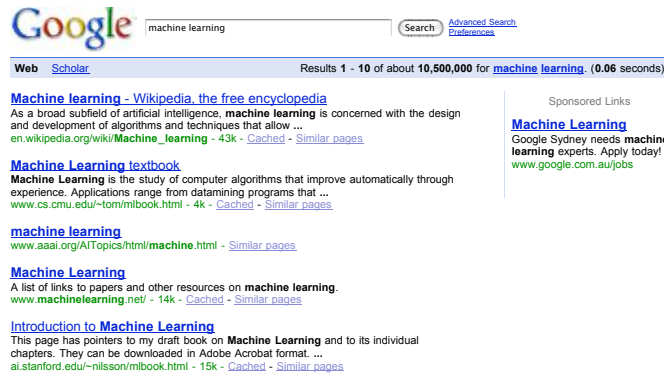 Google machine learning Search Advanced Search
Preferences
Web Scholar Results 1 - 10 of about 10,500,000 for machine learning. (0.06 seconds)
Machine learning - Wikipedia, the free encyclopedia
As a broad subfield of artificial intelligence, machine learning is concerned with the design
and development of algorithms and techniques that allow ...
en.wikipedia.org/wiki/Machine_learning - 43k - Cached - Similar pages
Machine Learning textbook
Machine Learning is the study of computer algorithms that improve automatically through
experience. Applications range from datamining programs that ...
www.cs.cmu.edu/~tom/mlbook.html - 4k - Cached - Similar pages
machine learning
www.aaai.org/AITopics/html/machine.html - Similar pages
Machine Learning
A list of links to papers and other resources on machine learning.
www.machinelearning.net/ - 14k - Cached - Similar pages
Introduction to Machine Learning
This page has pointers to my draft book on Machine Learning and to its individual
chapters. They can be downloaded in Adobe Acrobat format. ...
ai.stanford.edu/~nilsson/mlbook.html - 15k - Cached - Similar pages
Sponsored Links
Machine Learning
Google Sydney needs machine
learning experts. Apply today!
www.google.com.au/jobs